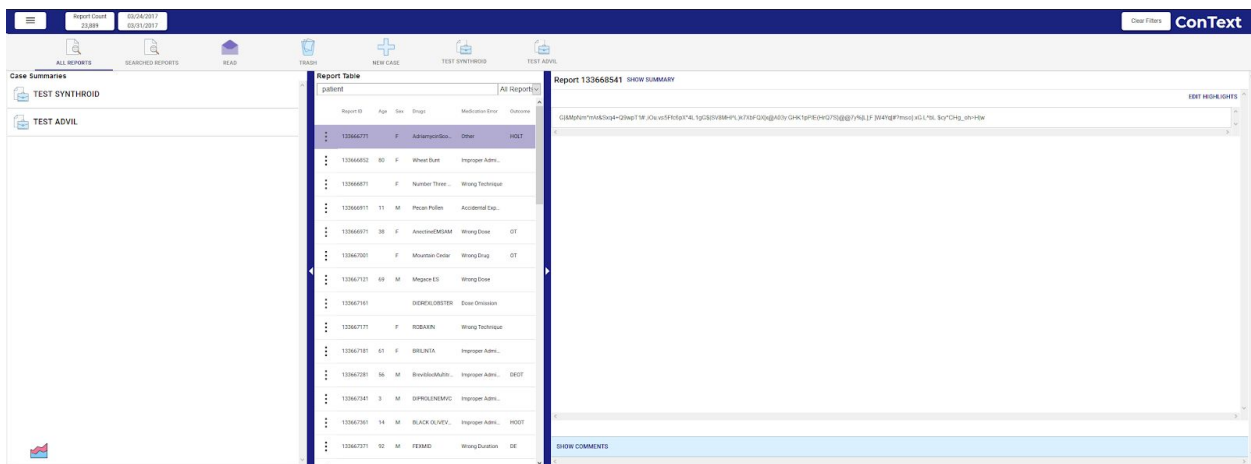 Report Count 23,889
03/24/2017 03/31/2017
Clear Filters
ConText
ALL REPORTS
SEARCHED REPORTS
READ
TRASH
NEW CASE
TEST SYNTHROID
TEST ADVIL
Case Summaries
TEST SYNTHROID
TEST ADVIL
Report Table
patient All Reports
Report ID Age Sex Drugs Medication Error Outcome
133666771 F Other HOLT
133666852 80 F Wheat Bunt Improper Admi...
133666871 F Number Three ... Wrong Technique
133666911 11 M Pecan Pollen Accidental Exp...
133666971 38 F Wrong Dose OT
133667001 F Mountain Cedar Wrong Drug OT
133667121 69 M Megace ES Wrong Dose
133667161 DIDREXLOBSTER Dose Omission
133667171 F ROBAXIN Wrong Technique
133667181 61 F BRILINTA Improper Admi...
133667281 56 M Improper Admi... DEOT
133667341 3 M DIPROLENEMVC Improper Admi...
133667361 14 M BLACK OLIVEV... Improper Admi... HOOT
133667371 92 M FEXMID Wrong Duration DE
Report 133668541 SHOW SUMMARY
EDIT HIGHLIGHTS
SHOW COMMENTS